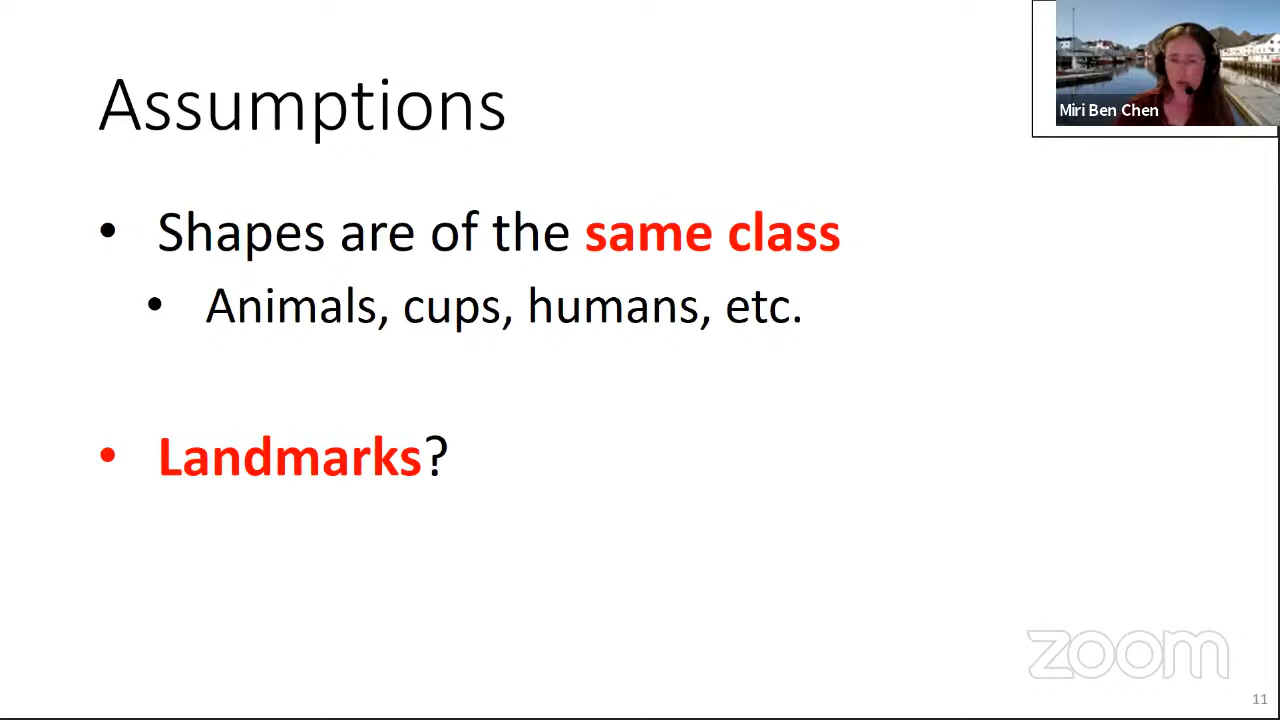 Assumptions
Miri Ben Chen
• Shapes are of the same class
• Animals, cups, humans, etc.
• Landmarks?
zoom
11